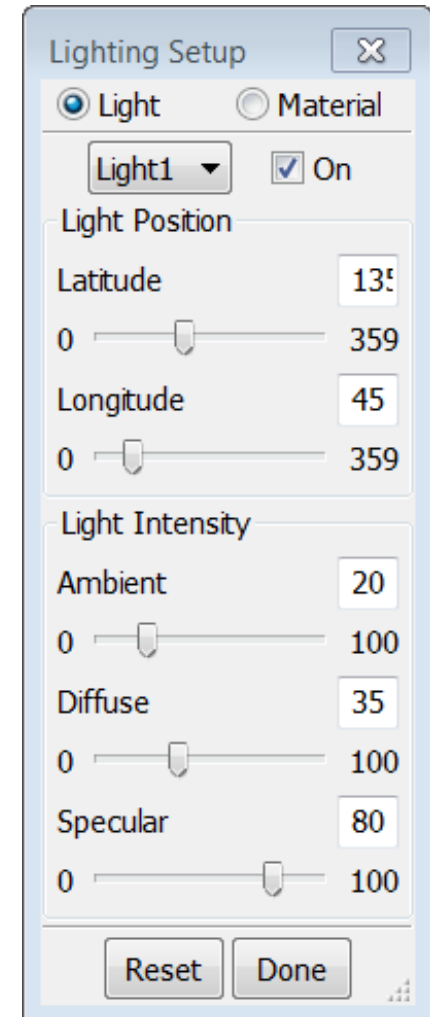 Lighting Setup
Light Material
Light1 On
Light Position
Latitude 135
0 359
Longitude 45
0 359
Light Intensity
Ambient 20
0 100
Diffuse 35
0 100
Specular 80
0 100
Reset Done